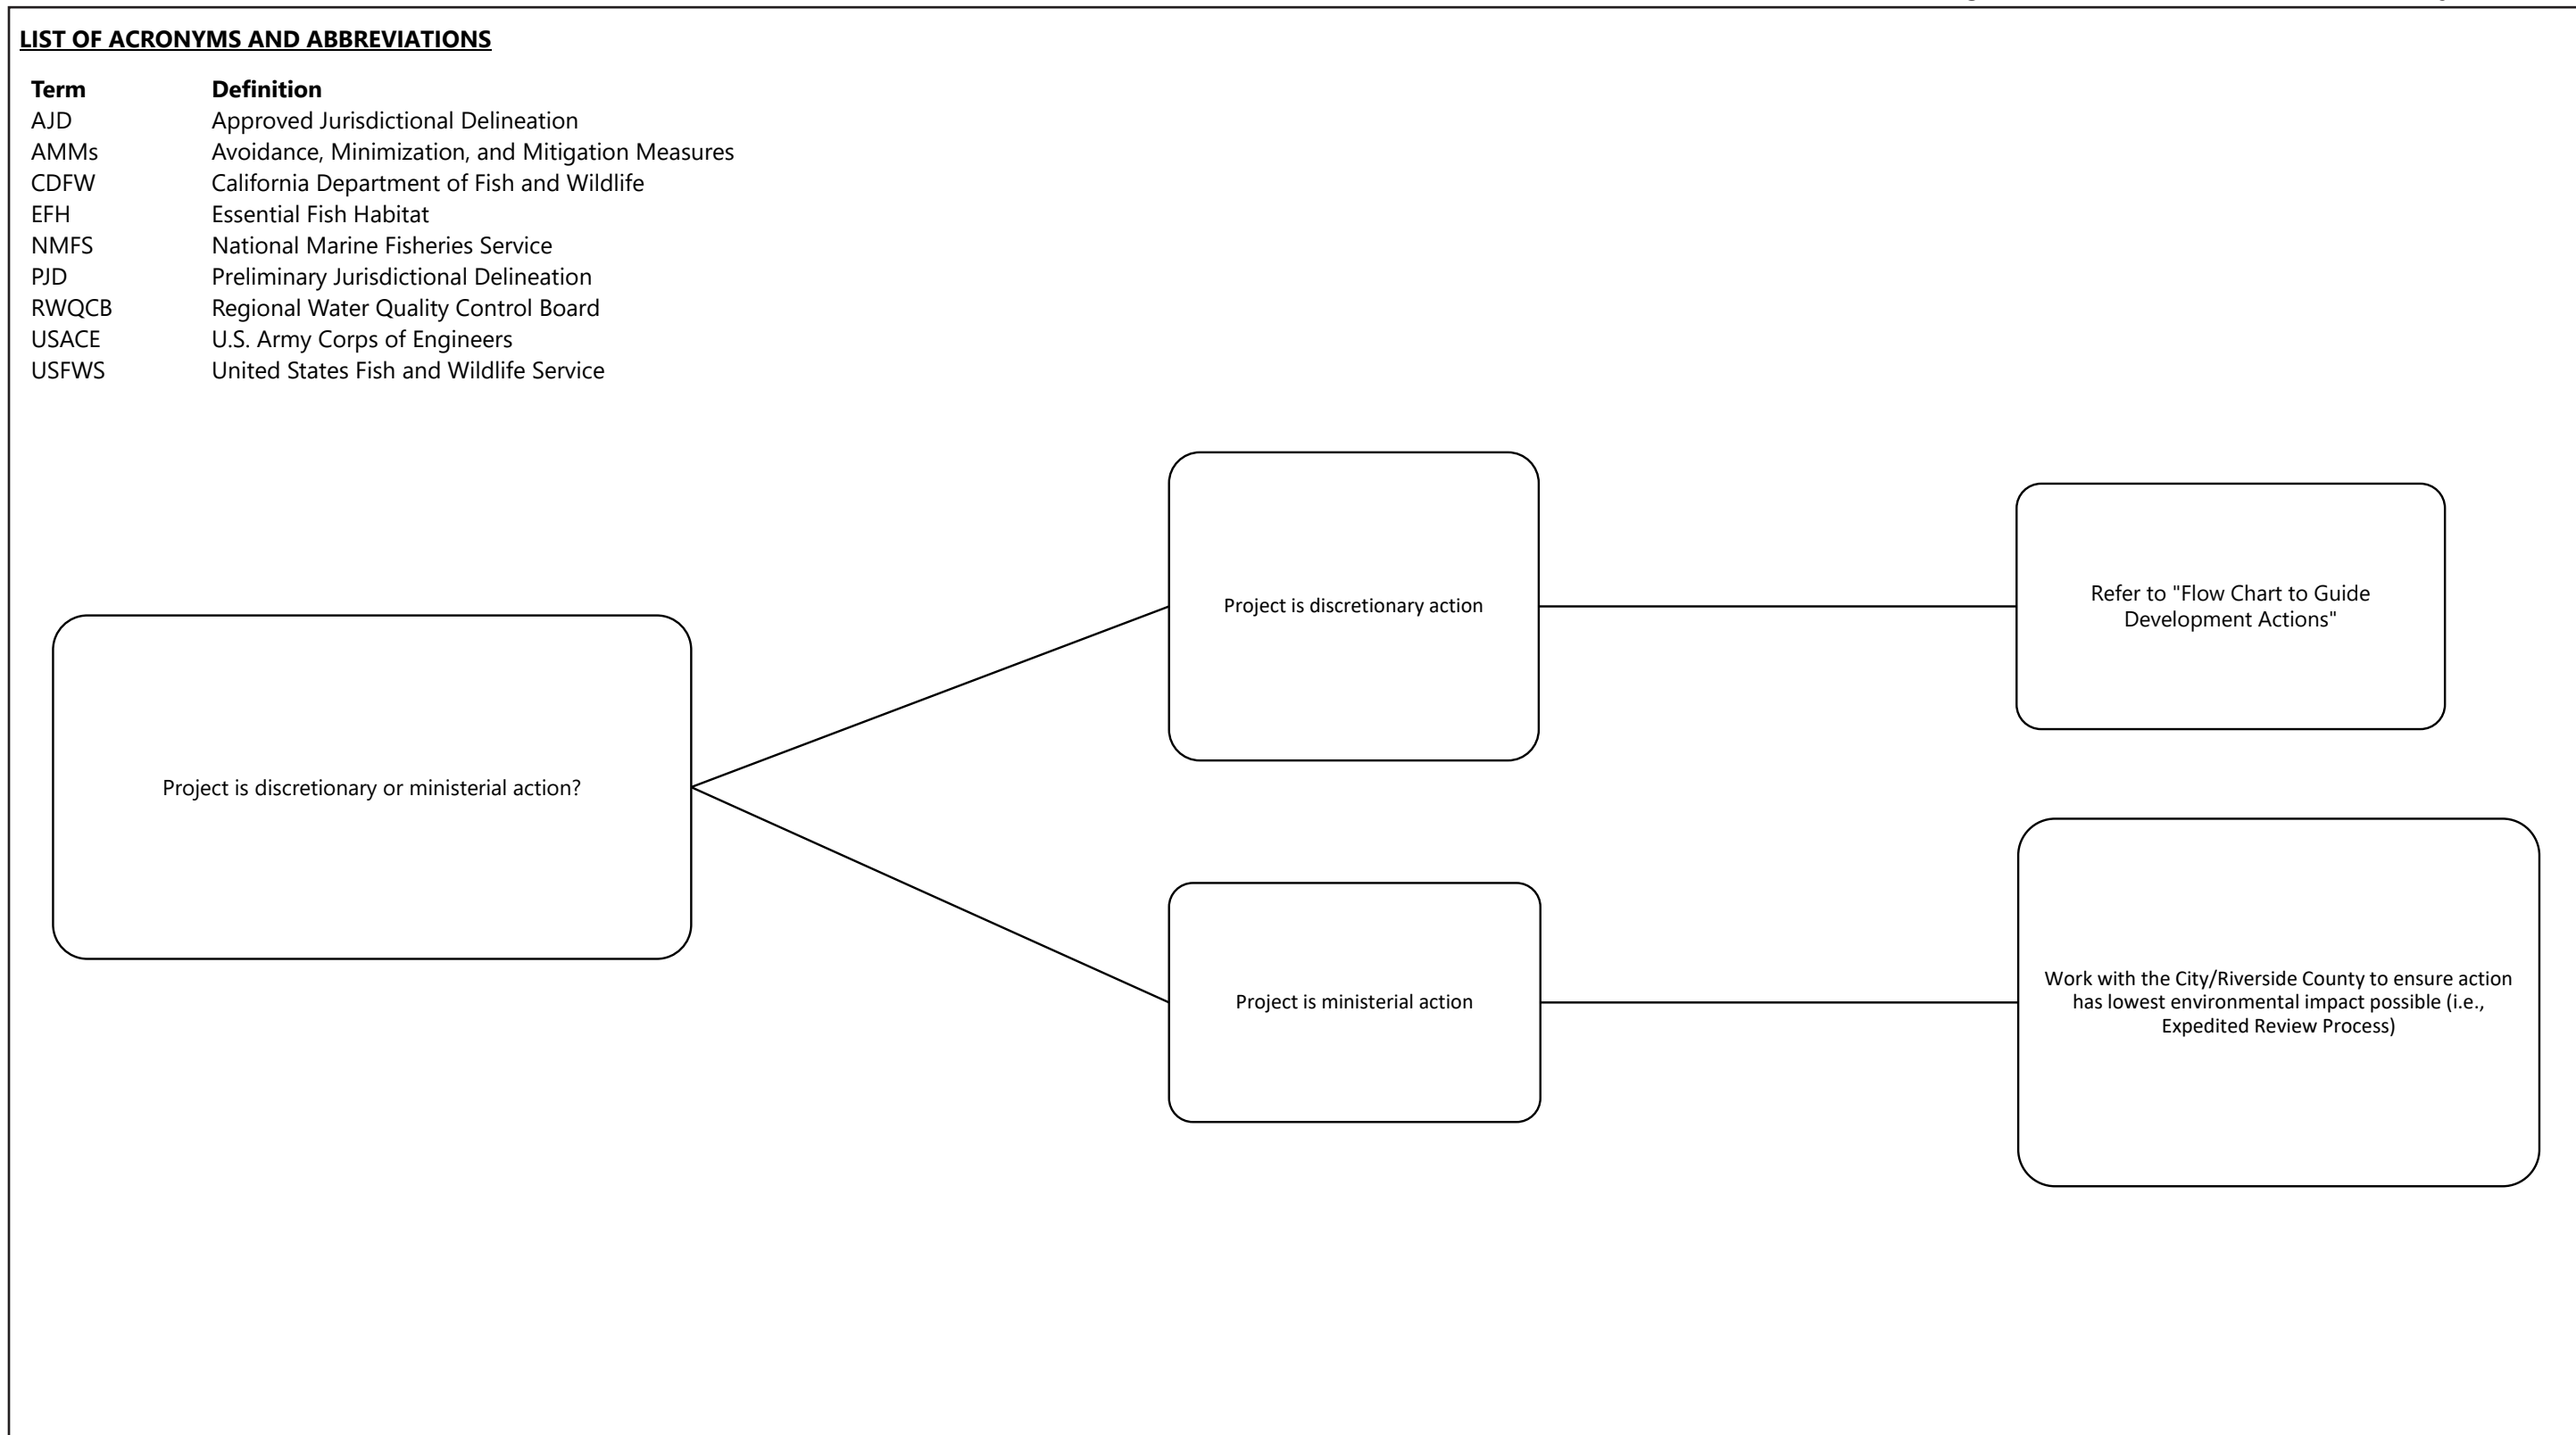 LIST OF ACRONYMS AND ABBREVIATIONS
Term Definition
AJD Approved Jurisdictional Delineation
AMMs Avoidance, Minimization, and Mitigation Measures
CDFW California Department of Fish and Wildlife
EFH Essential Fish Habitat
NMFS National Marine Fisheries Service
PJD Preliminary Jurisdictional Delineation
RWQCB Regional Water Quality Control Board
USACE U.S. Army Corps of Engineers
USFWS United States Fish and Wildlife Service
Project is discretionary or ministerial action?
Project is discretionary action
Refer to "Flow Chart to Guide
Development Actions"
Project is ministerial action
Work with the City/Riverside County to ensure action
has lowest environmental impact possible (i.e.,
Expedited Review Process)